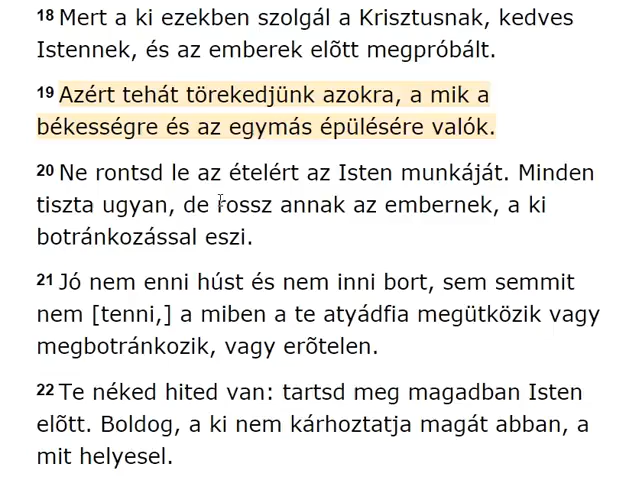 18 Mert a ki ezekben szolgál a Krisztusnak, kedves
Istennek, és az emberek elõtt megpróbált.
19 Azért tehát törekedjünk azokra, a mik a
békességre és az egymás épülésére valók.
20 Ne rontsd le az ételért az Isten munkáját. Minden
tiszta ugyan, de rossz annak az embernek, a ki
botránkozással eszi.
21 Jó nem enni húst és nem inni bort, sem semmit
nem [tenni,] a miben a te atyádfia megütközik vagy
megbotránkozik, vagy erõtelen.
22 Te néked hited van: tartsd meg magadban Isten
elõtt. Boldog, a ki nem kárhoztatja magát abban, a
mit helyesel.